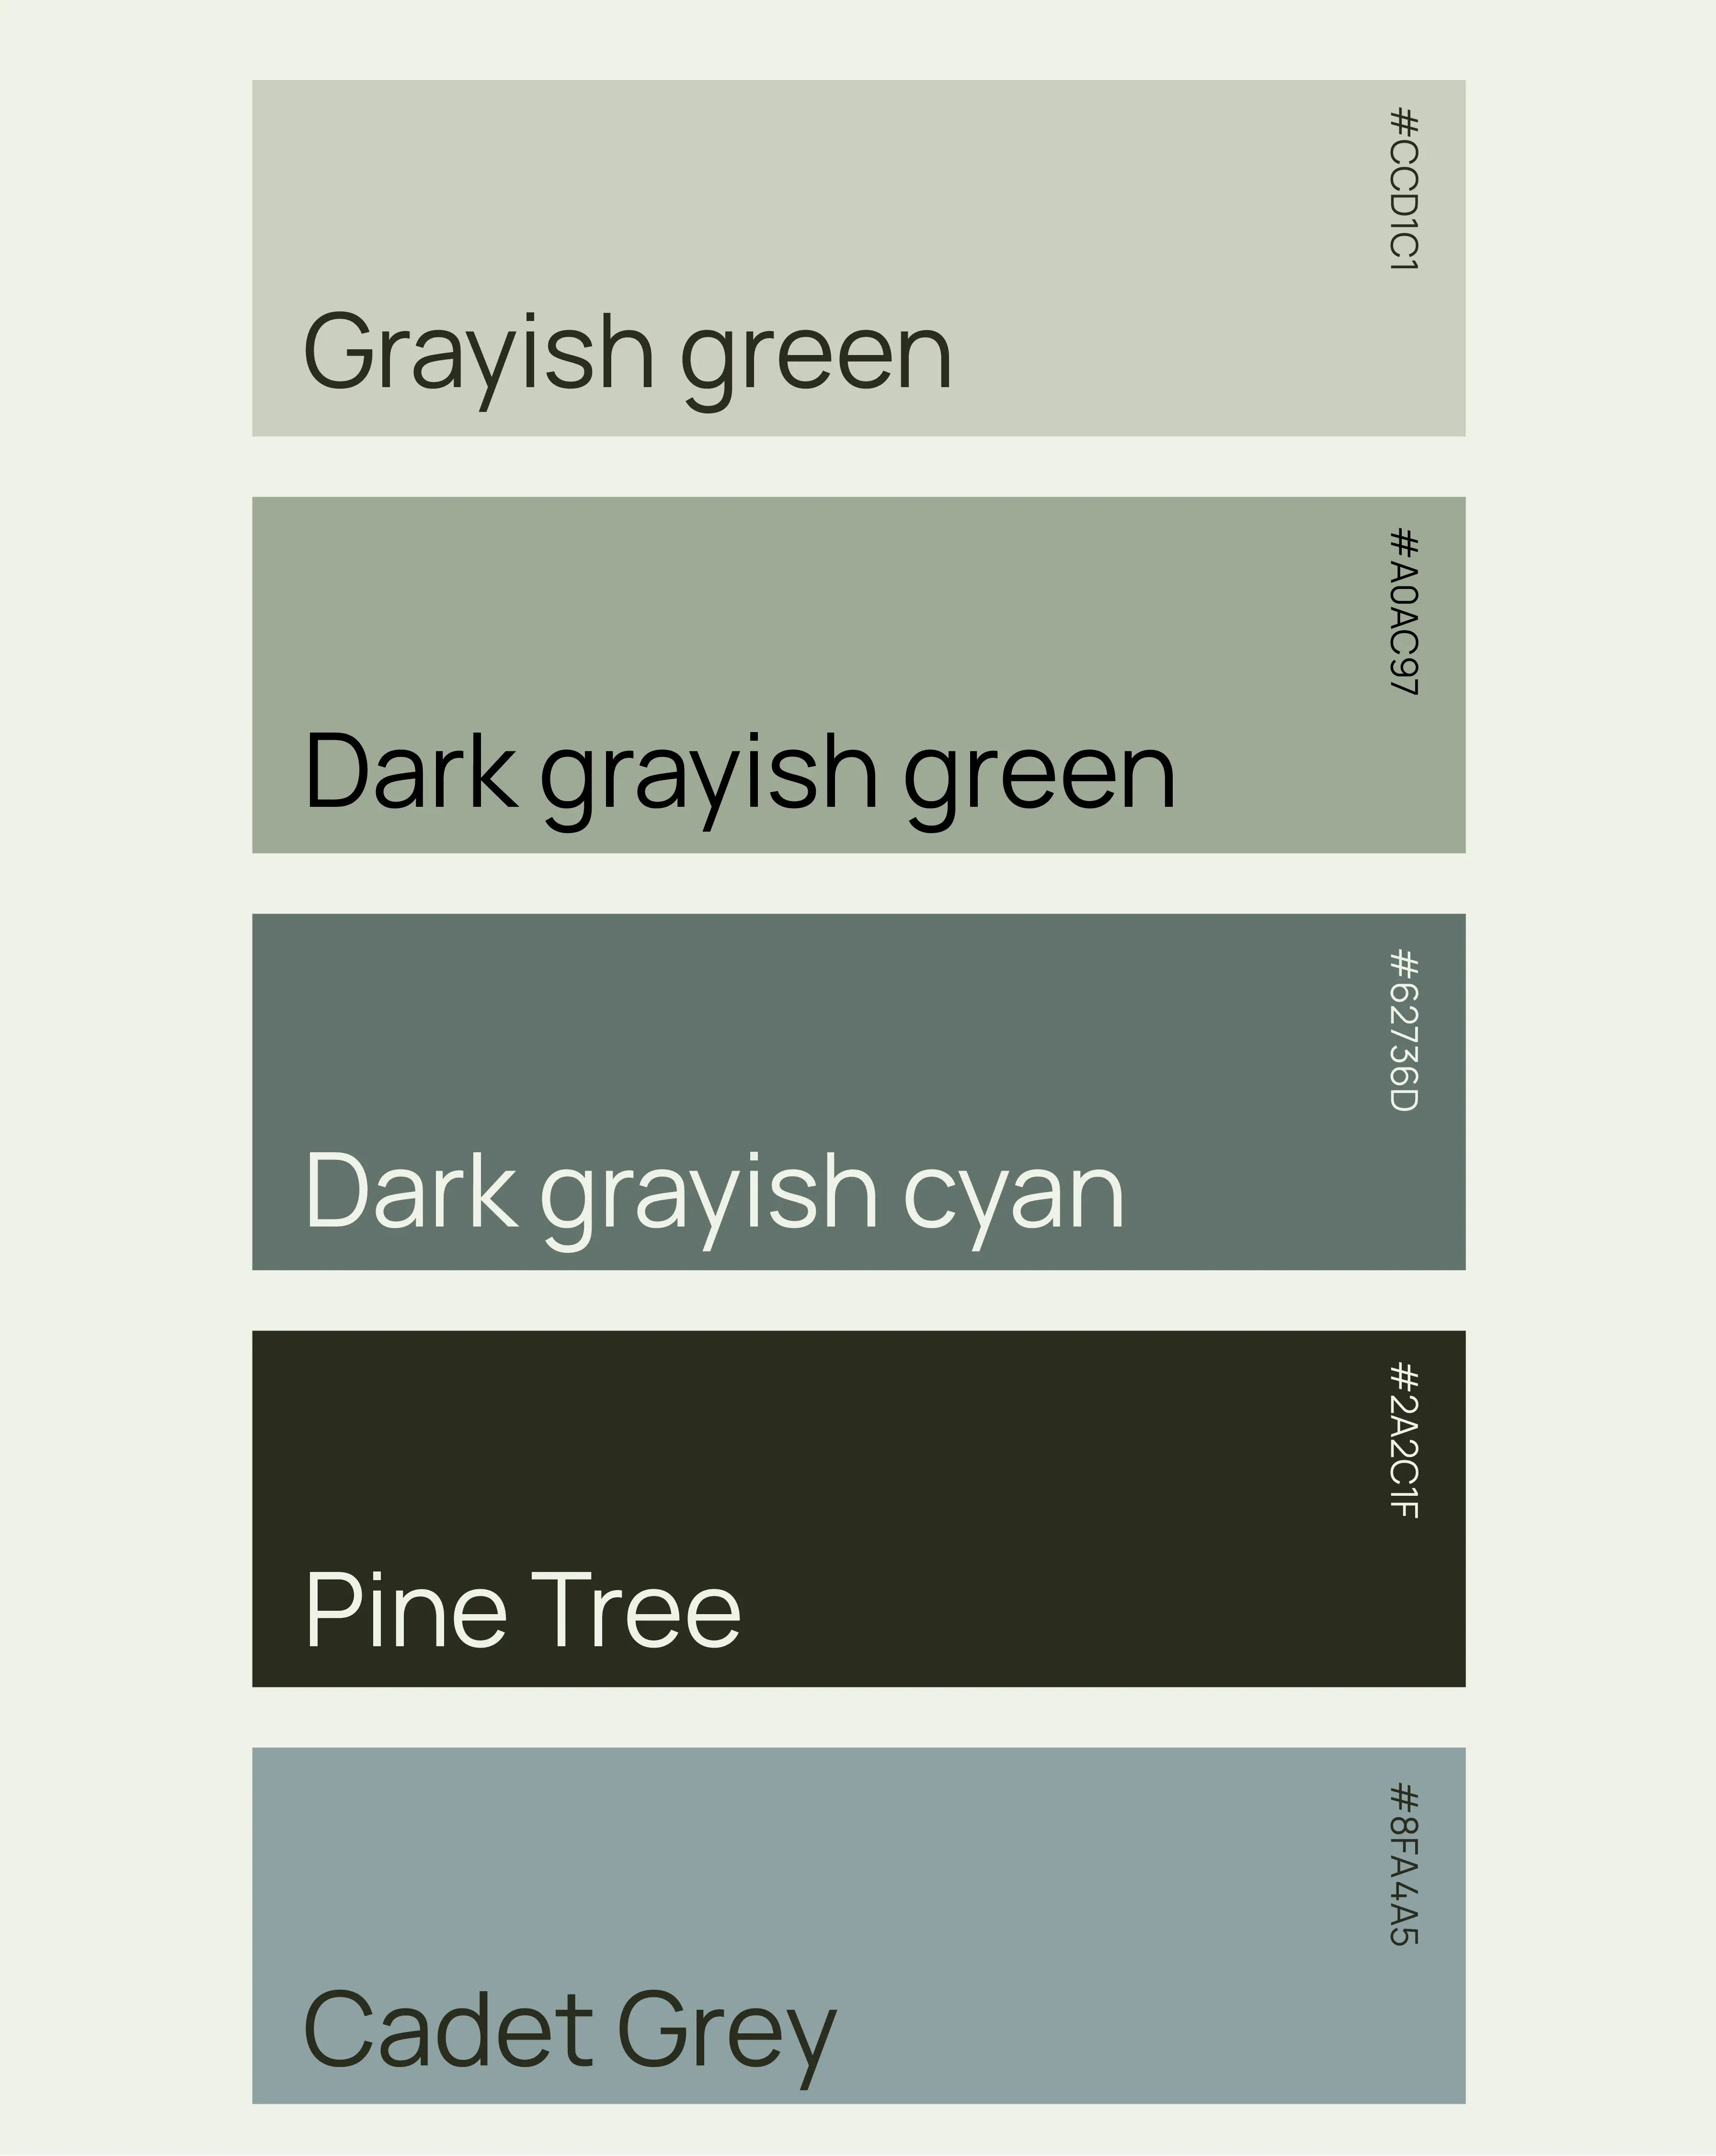 #CCD1C1
Grayish green
#A0AC97
Dark grayish green
#62736D
Dark grayish cyan
#2A2C1F
Pine Tree
#8FA4A5
Cadet Grey